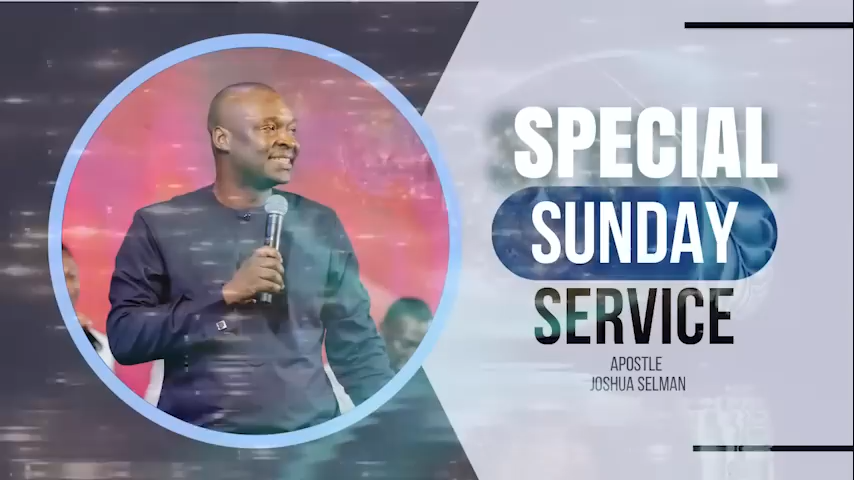 SPECIAL
SUNDAY
SERVICE
APOSTLE
JOSHUA SELMAN